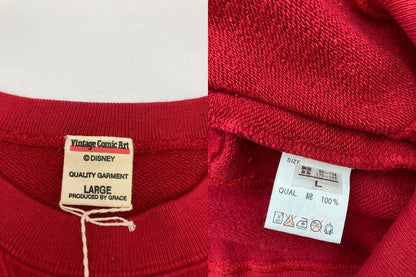 Vintage Comic Art
© DISNEY
QUALITY GARMENT
LARGE
PRODUCED BY GRACE
SIZE
L
QUAL. 綿 100%